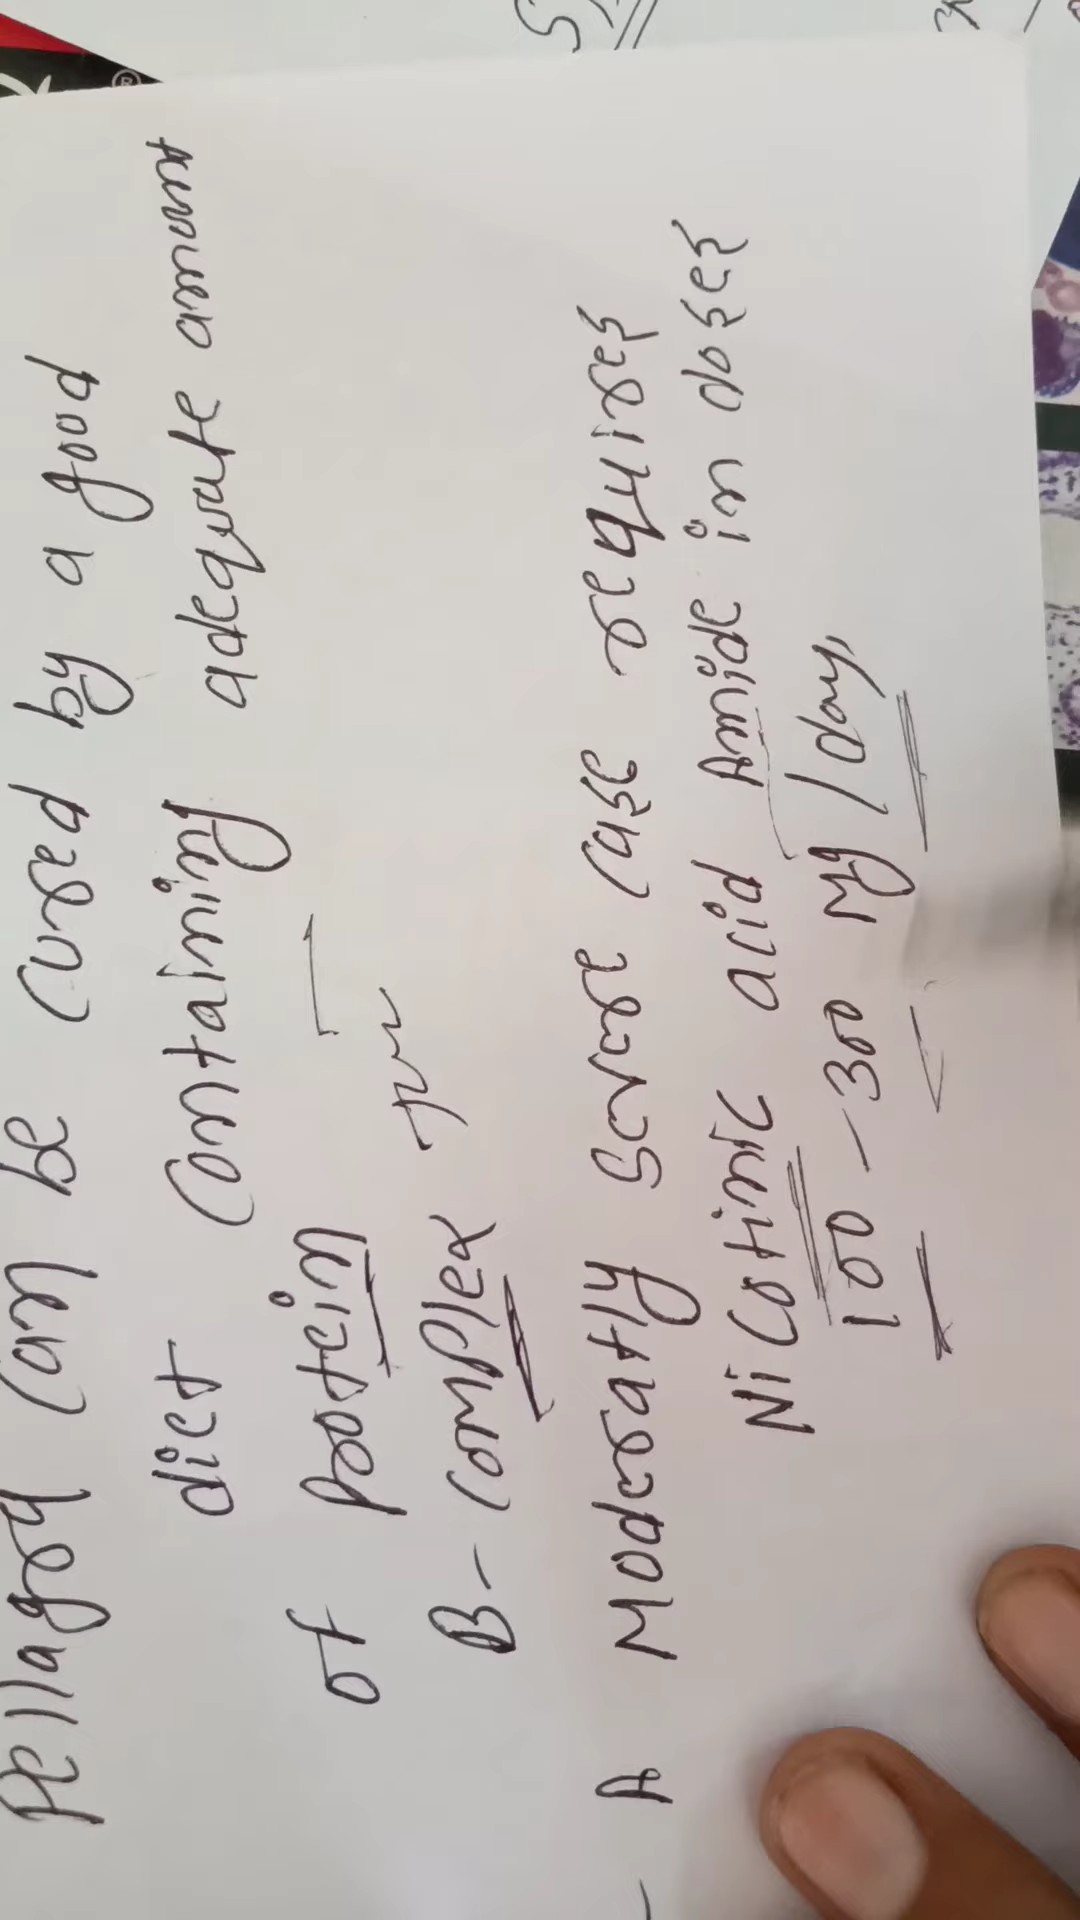 Pellagra can be cured by a good
diet containing adequate amount
of Protein
B- complex
- A Moderatly Severe Case requires
NiCotinic acid Amide in doses
100 - 300 Mg / Day,